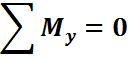 ∑ M_y = 0